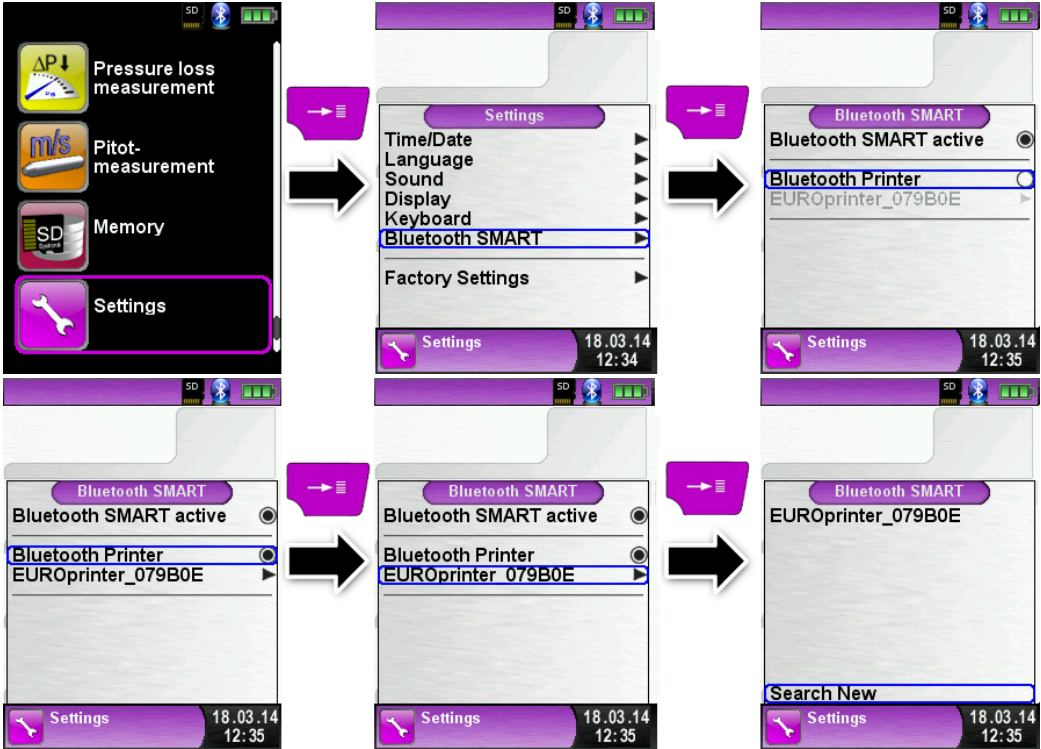 SD
ΔP
Pressure loss
measurement
m/s
Pitot-
measurement
SD
Memory
Settings
SD
Settings
Time/Date
Language
Sound
Display
Keyboard
Bluetooth SMART
Factory Settings
Settings
18.03.14
12:34
SD
Bluetooth SMART
Bluetooth SMART active
Bluetooth Printer
EUROprinter_079B0E
Settings
18.03.14
12:35
SD
Bluetooth SMART
Bluetooth SMART active
Bluetooth Printer
EUROprinter_079B0E
Settings
18.03.14
12:35
SD
Bluetooth SMART
Bluetooth SMART active
Bluetooth Printer
EUROprinter_079B0E
Settings
18.03.14
12:35
SD
Bluetooth SMART
EUROprinter_079B0E
Search New
Settings
18.03.14
12:35